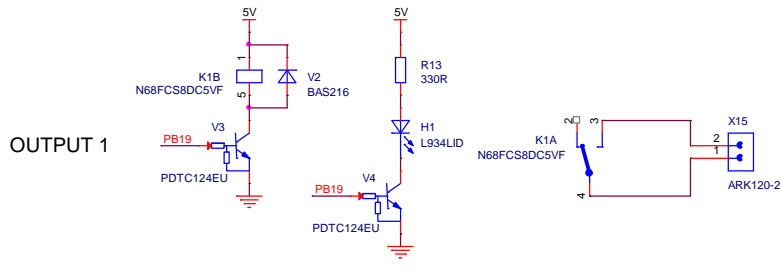 5V
1
K1B
N68FCS8DC5VF
5
V2
BAS216
V3
PB19
PDTC124EU
OUTPUT 1
5V
R13
330R
H1
L934LID
V4
PB19
PDTC124EU
2
3
K1A
N68FCS8DC5VF
4
X15
2
1
ARK120-2